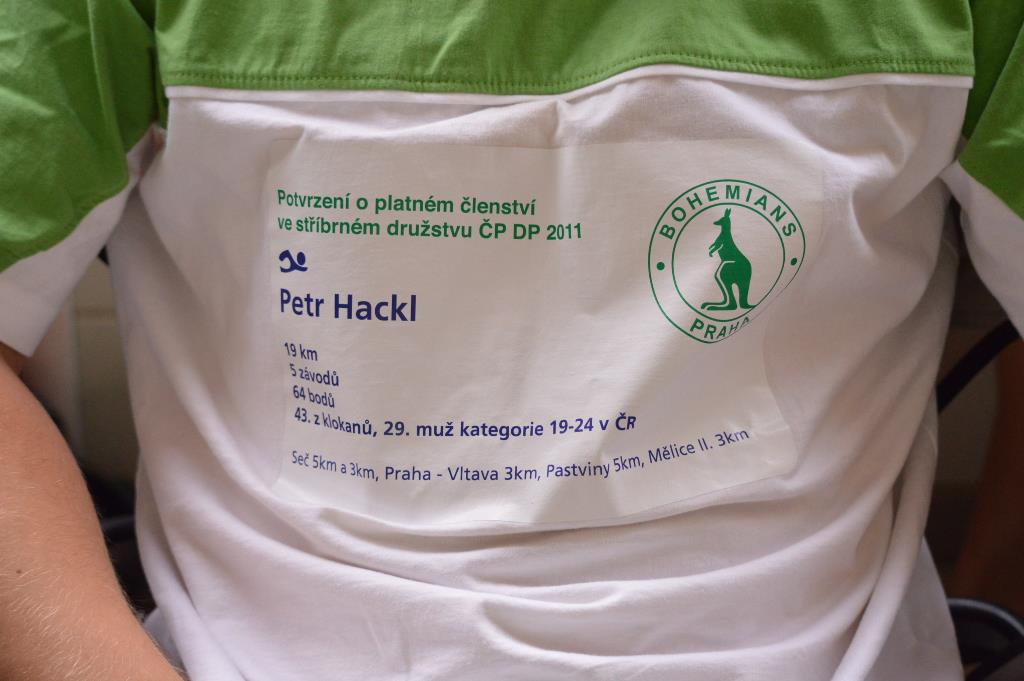 Potvrzení o platném členství
ve stříbrném družstvu ČP DP 2011
BOHEMIANS
PRAHA
Petr Hackl
19 km
5 závodů
64 bodů
43. z klokanů, 29. muž kategorie 19-24 v ČR
Seč 5km a 3km, Praha - Vltava 3km, Pastviny 5km, Mělice II. 3km